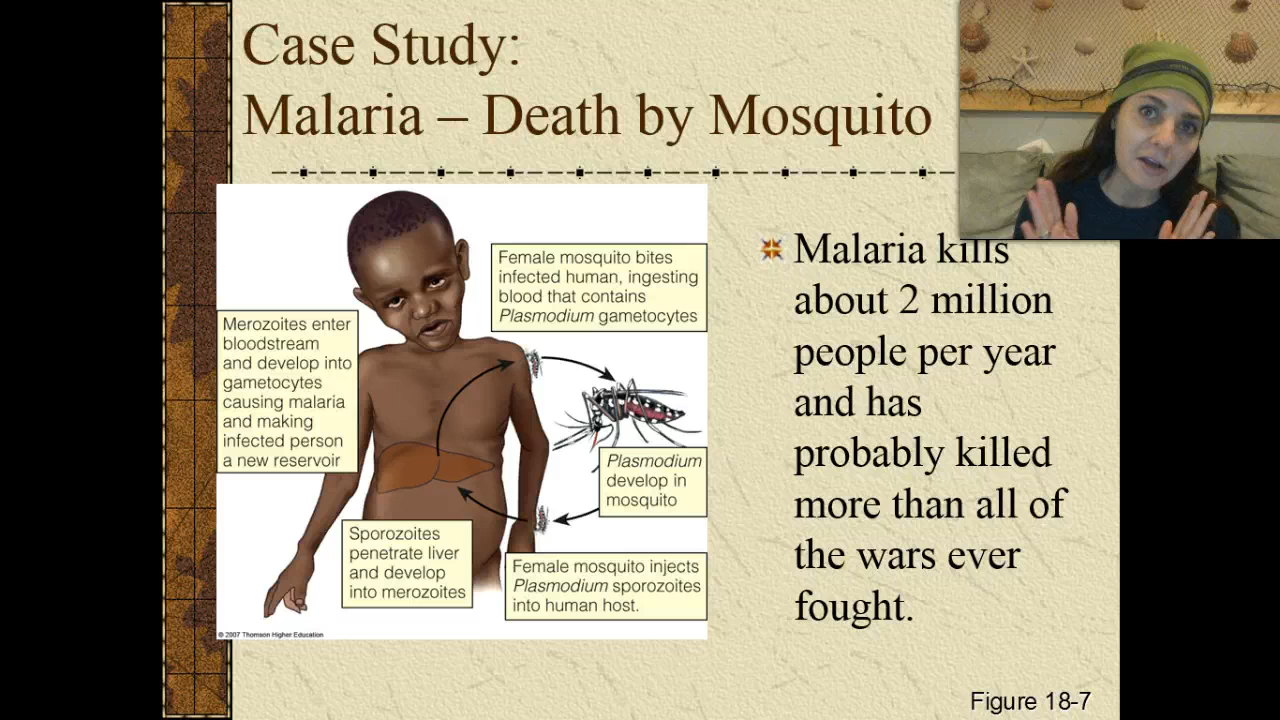 Case Study:
Malaria – Death by Mosquito
Female mosquito bites
infected human, ingesting
blood that contains
Plasmodium gametocytes
Merozoites enter
bloodstream
and develop into
gametocytes
causing malaria
and making
infected person
a new reservoir
Plasmodium
develop in
mosquito
Sporozoites
penetrate liver
and develop
into merozoites
Female mosquito injects
Plasmodium sporozoites
into human host.
© 2007 Thomson Higher Education
Malaria kills
about 2 million
people per year
and has
probably killed
more than all of
the wars ever
fought.
Figure 18-7